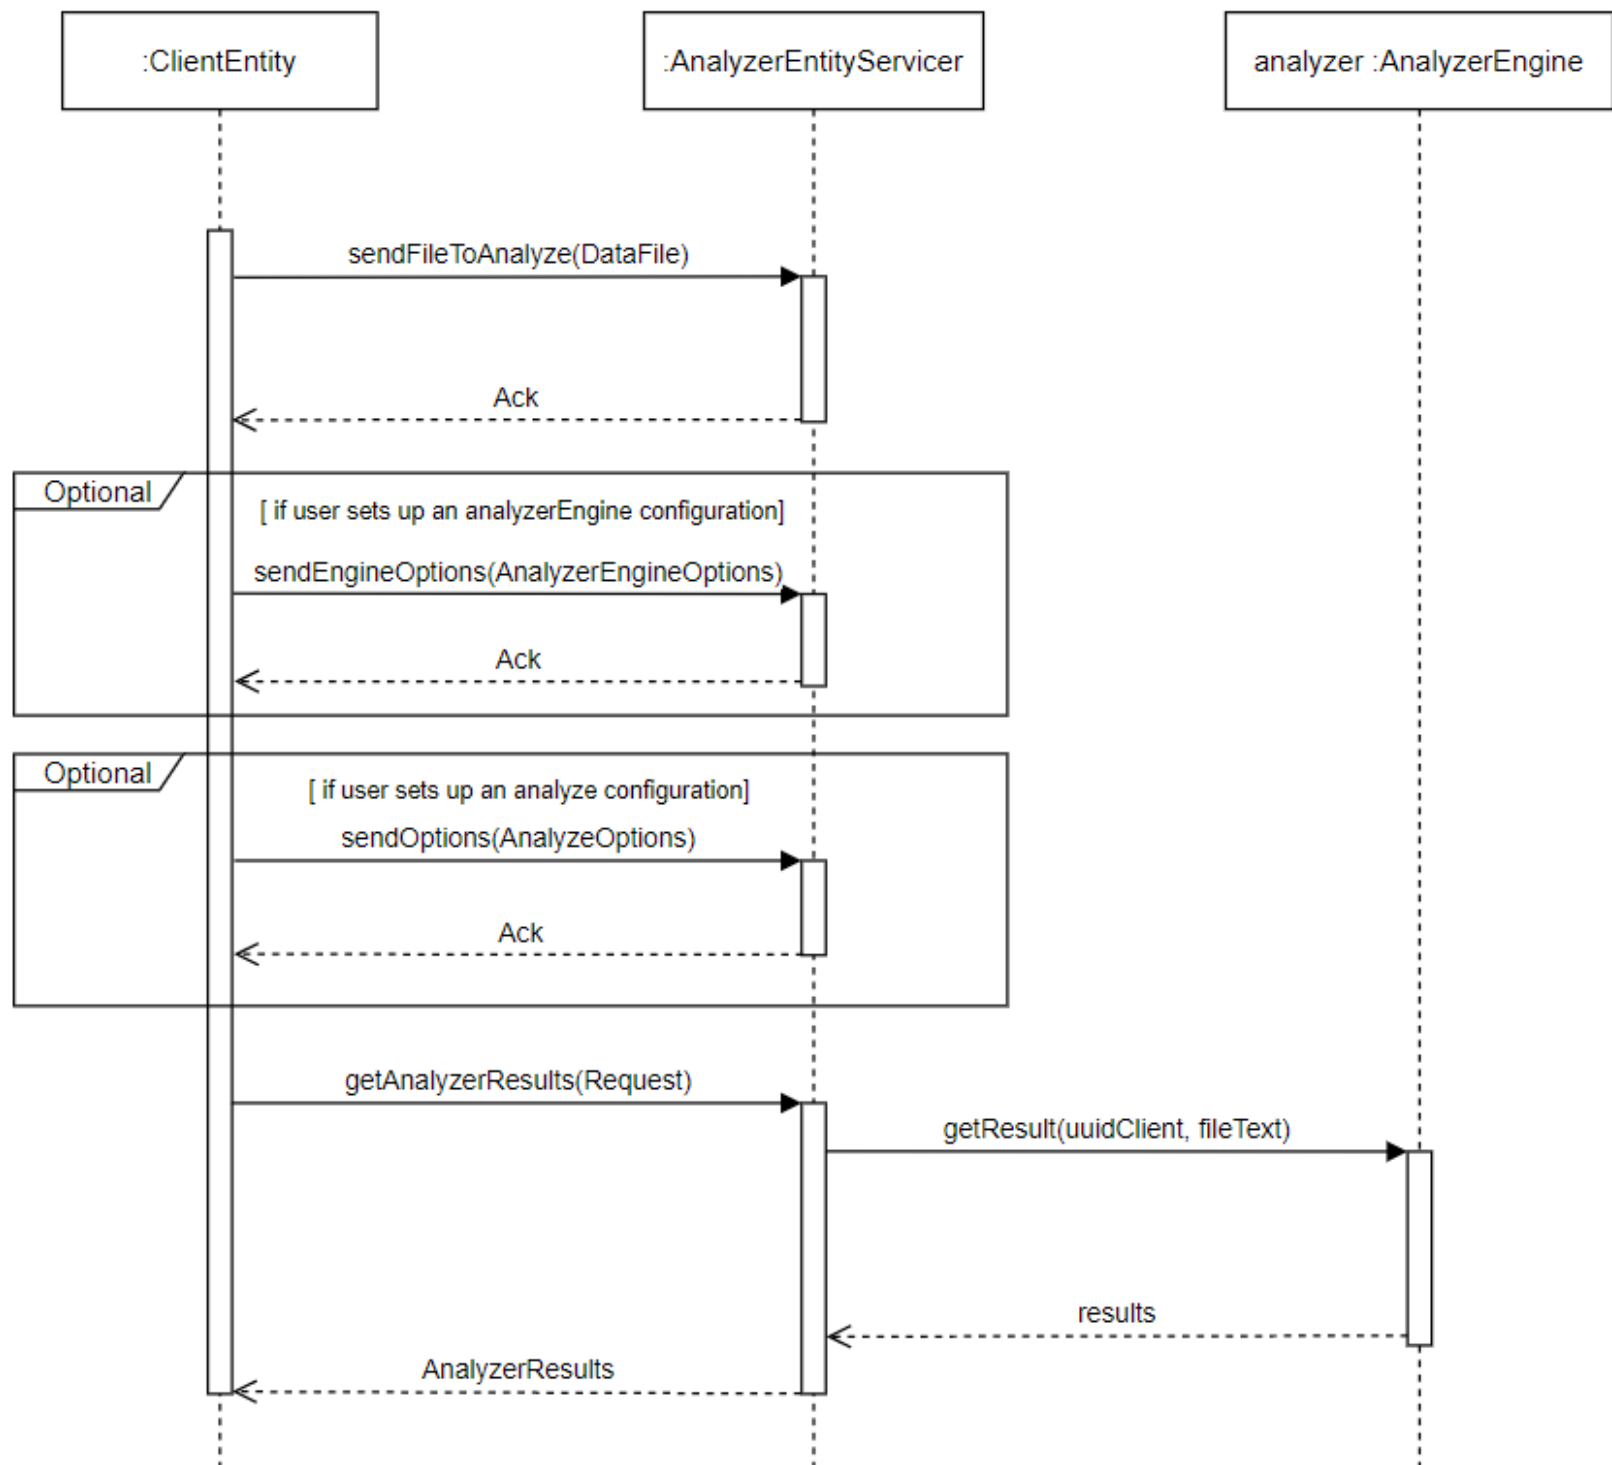 :ClientEntity
:AnalyzerEntityServicer
analyzer :AnalyzerEngine
sendFileToAnalyze(DataFile)
Ack
Optional
[ if user sets up an analyzerEngine configuration]
sendEngineOptions(AnalyzerEngineOptions)
Ack
Optional
[ if user sets up an analyze configuration]
sendOptions(AnalyzeOptions)
Ack
getAnalyzerResults(Request)
getResult(uuidClient, fileText)
results
AnalyzerResults